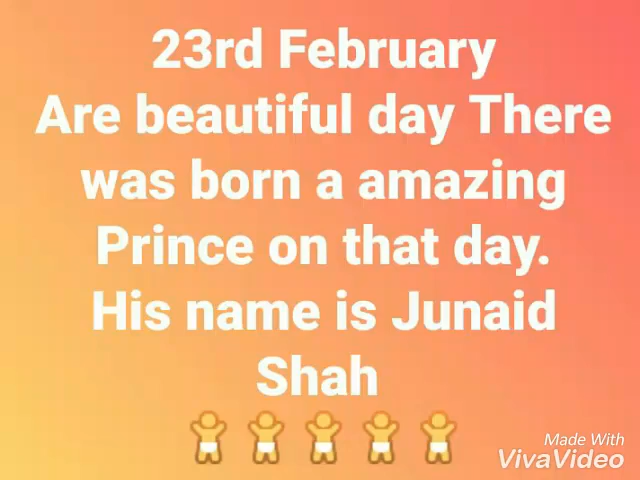 23rd February
Are beautiful day There
was born a amazing
Prince on that day.
His name is Junaid
Shah
Made With
VivaVideo